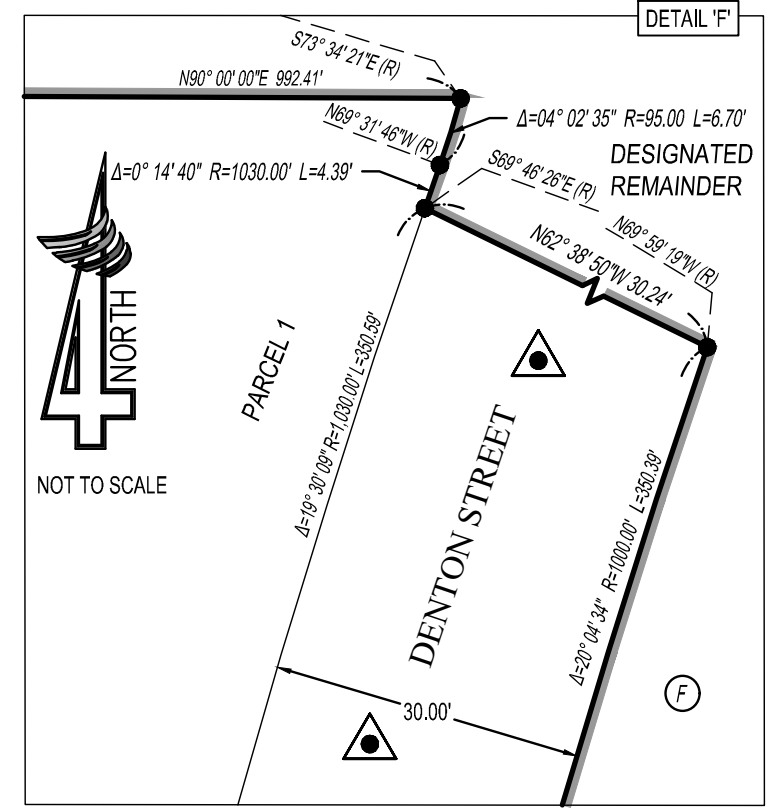 DETAIL 'F'
S73° 34' 21"E (R)
N90° 00' 00"E 992.41'
N69° 31' 46"W (R)
Δ=04° 02' 35" R=95.00 L=6.70'
Δ=0° 14' 40" R=1030.00' L=4.39'
S69° 46' 26"E (R)
DESIGNATED
REMAINDER
N69° 59' 19"W (R)
N62° 38' 50"W 30.24'
4
NORTH
NOT TO SCALE
PARCEL 1
Δ=19° 30' 09" R=1,030.00' L=350.59'
DENTON STREET
Δ=20° 04' 34" R=1000.00' L=350.39'
30.00'
F